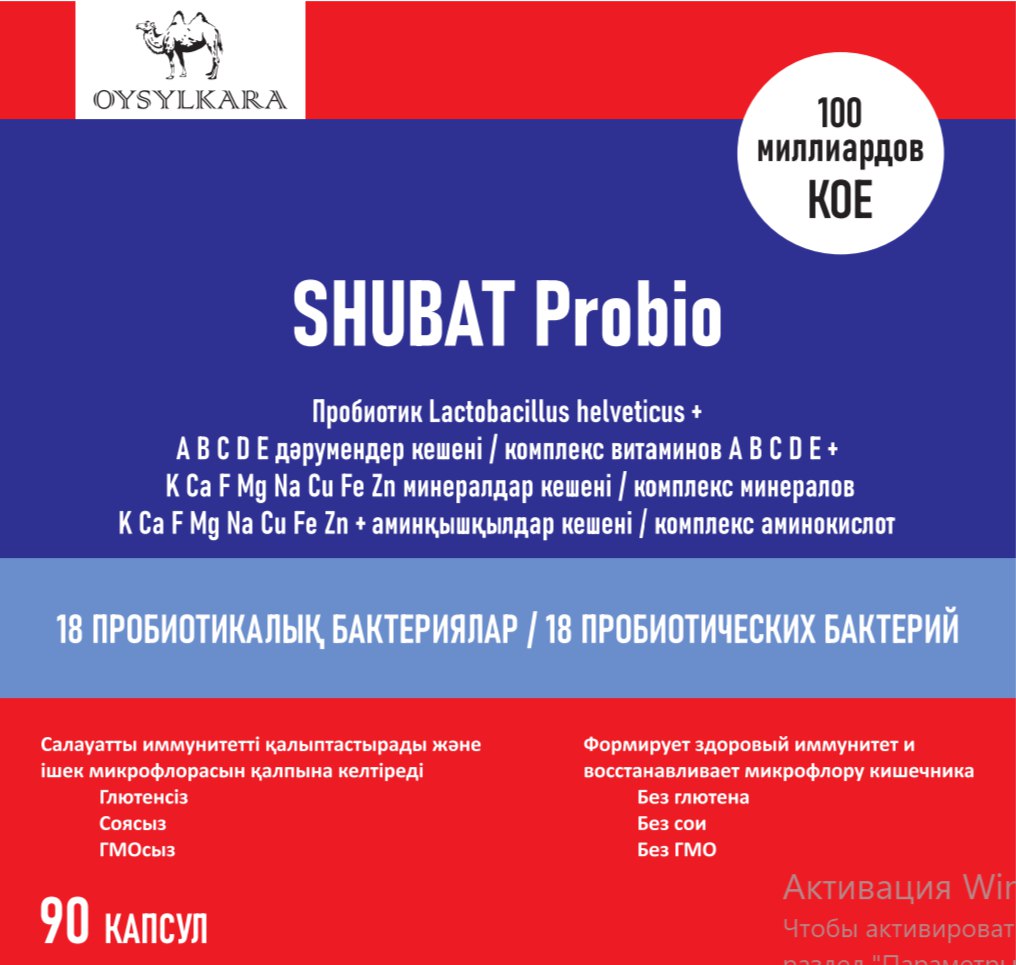 OYSYLKARA
100
миллиардов
КОЕ
SHUBAT Probio
Пробиотик Lactobacillus helveticus +
A B C D E дәрумендер кешені / комплекс витаминов A B C D E +
K Ca F Mg Na Cu Fe Zn минералдар кешені / комплекс минералов
K Ca F Mg Na Cu Fe Zn + аминқышқылдар кешені / комплекс аминокислот
18 ПРОБИОТИКАЛЫҚ БАКТЕРИЯЛАР / 18 ПРОБИОТИЧЕСКИХ БАКТЕРИЙ
Салауатты иммунитетті қалыптастырады және
ішек микрофлорасын қалпына келтіреді
Глютенсіз
Соясыз
ГМОсыз
Формирует здоровый иммунитет и
восстанавливает микрофлору кишечника
Без глютена
Без сои
Без ГМО
90 КАПСУЛ
Активация Win
Чтобы активироват
раздел "Параметры